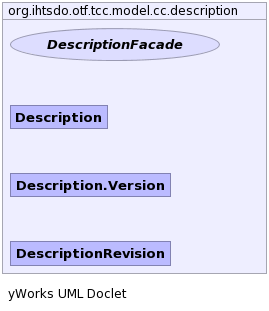 org.ihtsdo.otf.tcc.model.cc.description
DescriptionFacade
Description
Description.Version
DescriptionRevision
yWorks UML Doclet